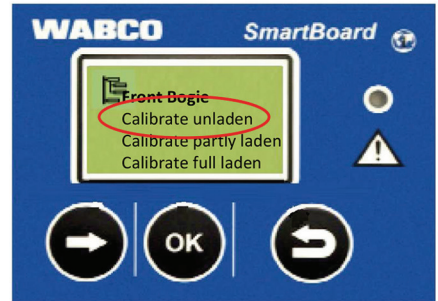 WABCO SmartBoard
Front Bogie
Calibrate unladen
Calibrate partly laden
Calibrate full laden
OK